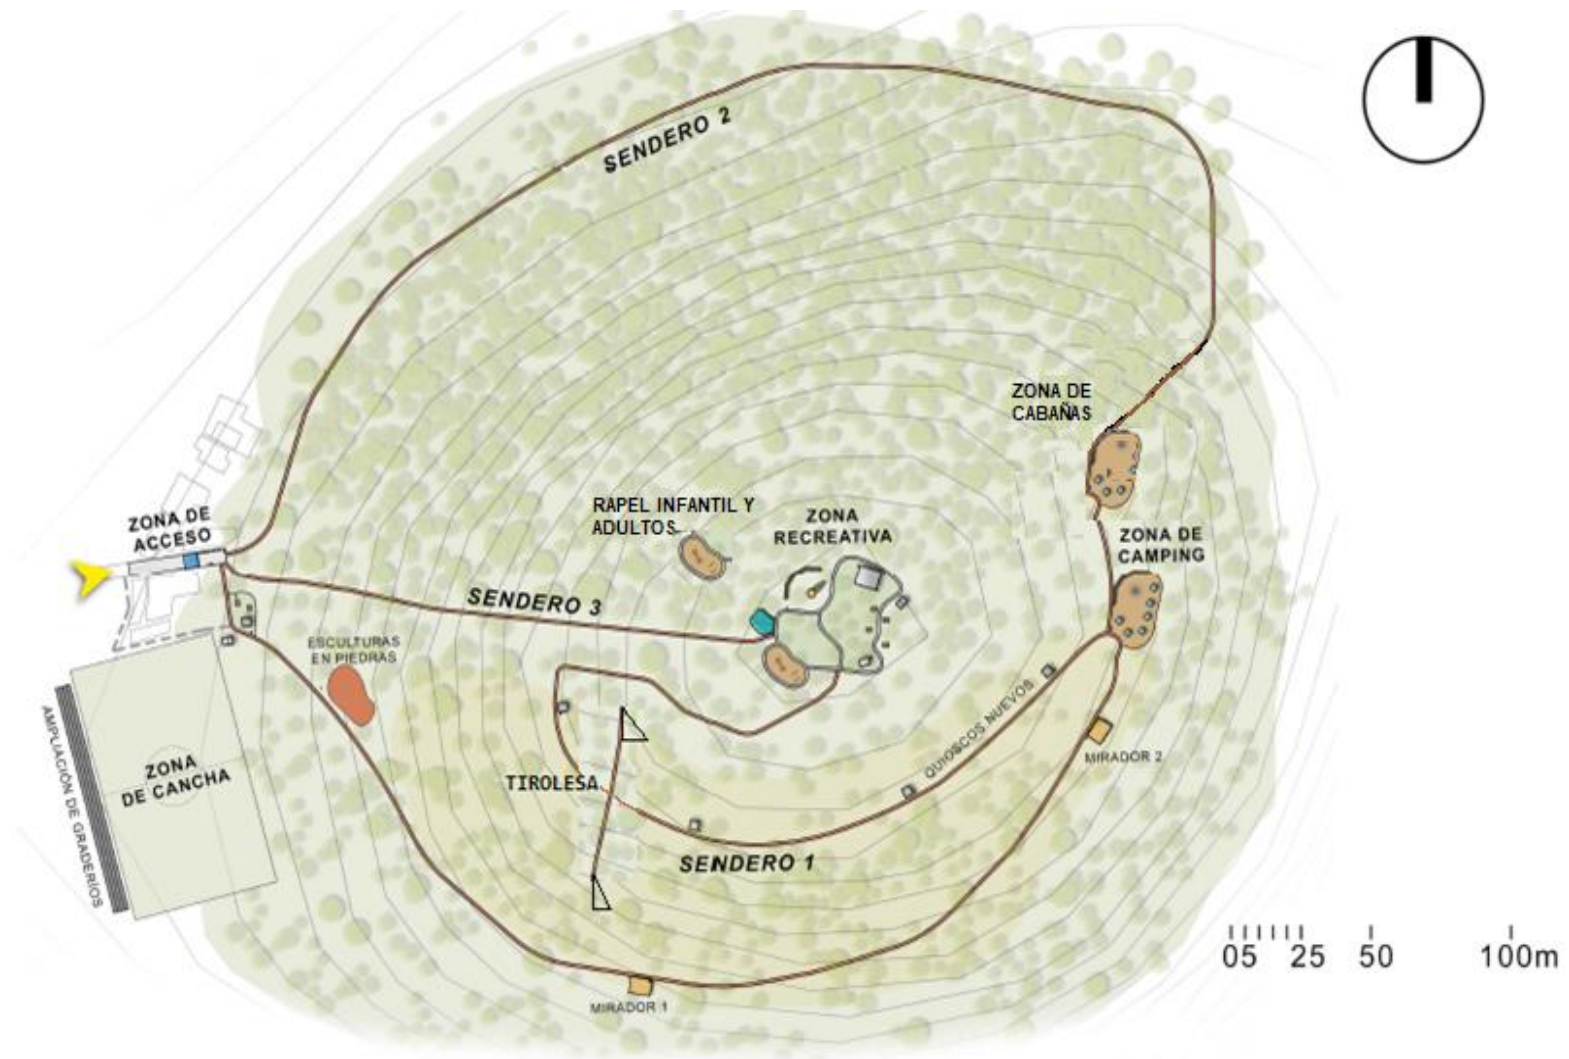 SENDERO 2
ZONA DE
CABAÑAS
RAPEL INFANTIL Y
ADULTOS
ZONA
RECREATIVA
ZONA DE
ACCESO
ZONA DE
CAMPING
SENDERO 3
ESCULTURAS
EN PIEDRAS
AMPLIACIÓN DE GRADERÍOS
ZONA
DE CANCHA
TIROLESA
QUIOSCOS NUEVOS
MIRADOR 2
SENDERO 1
MIRADOR 1
05 25 50 100m